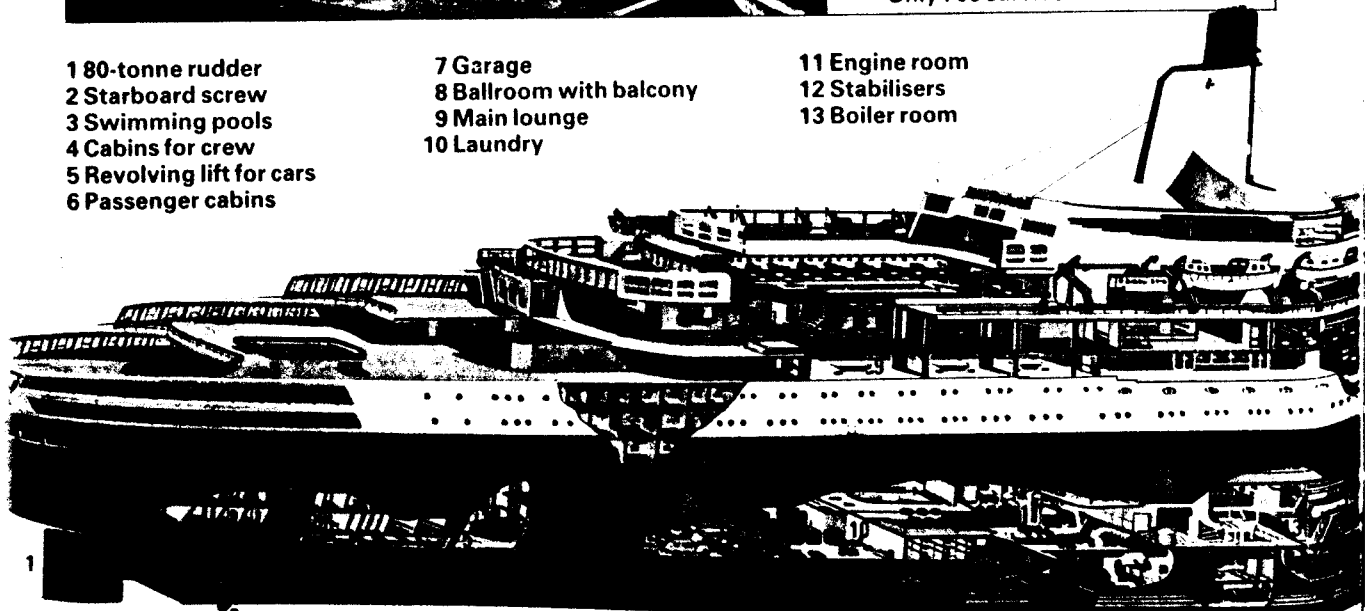 1 80-tonne rudder
2 Starboard screw
3 Swimming pools
4 Cabins for crew
5 Revolving lift for cars
6 Passenger cabins
7 Garage
8 Ballroom with balcony
9 Main lounge
10 Laundry
11 Engine room
12 Stabilisers
13 Boiler room
9
10
1